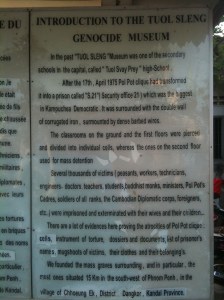 DU
INTRODUCTION TO THE TUOL SLENG
GENOCIDE MUSEUM
In the past "TUOL SLENG "Museum was one of the secondary
schools in the capital, called " Tuol Svay Prey " high-School.
After the 17th. April 1975 Pol Pot clique had transformed
it into a prison called "S.21"( Security office 21 ) which was the biggest
in Kampuchea Democratic. It was surrounded with the double wall
of corrugated iron, surrounded by dense barbed wires.
The classrooms on the ground and the first floors were pierced
and divided into individual cells, whereas the ones on the second floor
used for mass detention
Several thousands of victims ( peasants, workers, technicians,
engineers, doctors, teachers, students, buddhist monks, ministers, Pol Pot's
Cadres, soldiers of all ranks, the Cambodian Diplomatic corps, foreigners,
etc..) were imprisoned and exterminated with their wives and children.
There are a lot of evidences here proving the atrocities of Pol Pot clique
cells, instrument of torture, dossiers and documents, list of prisoner's
names, mugshots of victims, their clothes and their belonging's.
We founded the mass graves surrounding, and in particular, the
most ones situated 15 Km in the south-west of Phnom Penh, in the
village of Chhoeung Ek, District Dangkor, Kandal Province.